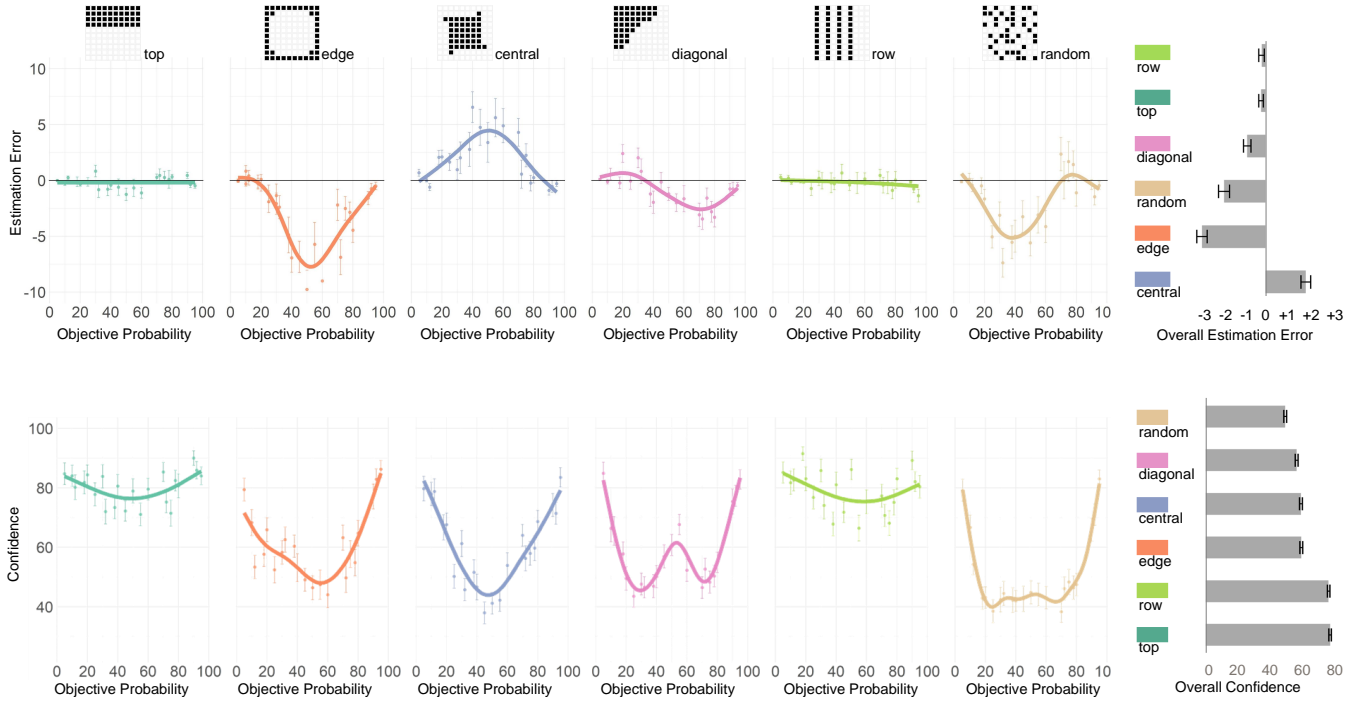 top edge central diagonal row random
10
5
0
-5
-10
Estimation Error
0 20 40 60 80 100 0 20 40 60 80 100 0 20 40 60 80 100 0 20 40 60 80 100 0 20 40 60 80 100 0 20 40 60 80 100
Objective Probability Objective Probability Objective Probability Objective Probability Objective Probability Objective Probability
row
top
diagonal
random
edge
central
-3 -2 -1 0 +1 +2 +3
Overall Estimation Error
100
80
60
40
Confidence
0 20 40 60 80 100 0 20 40 60 80 100 0 20 40 60 80 100 0 20 40 60 80 100 0 20 40 60 80 100 0 20 40 60 80 100
Objective Probability Objective Probability Objective Probability Objective Probability Objective Probability Objective Probability
random
diagonal
central
edge
row
top
0 20 40 60 80
Overall Confidence